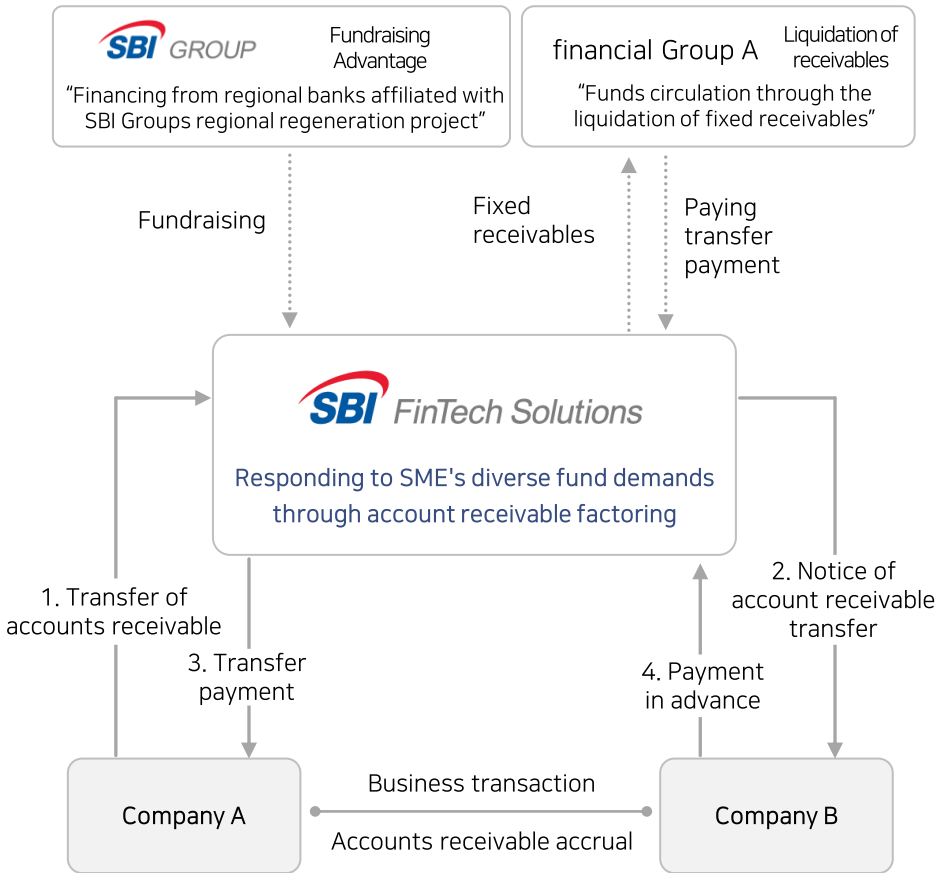 SBI GROUP
Fundraising
Advantage
“Financing from regional banks affiliated with
SBI Groups regional regeneration project”
financial Group A
Liquidation of
receivables
“Funds circulation through the
liquidation of fixed receivables”
Fundraising
Fixed
receivables
Paying
transfer
payment
SBI FinTech Solutions
Responding to SME's diverse fund demands
through account receivable factoring
1. Transfer of
accounts receivable
2. Notice of
account receivable
transfer
3. Transfer
payment
4. Payment
in advance
Company A
Business transaction
Accounts receivable accrual
Company B